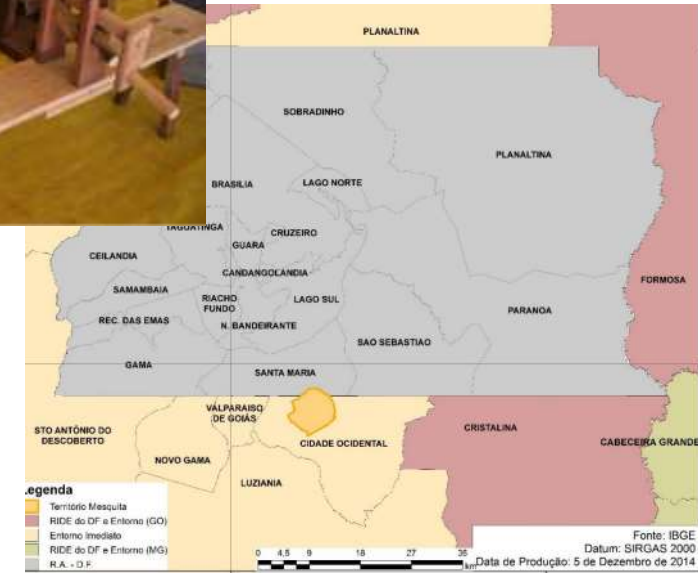 PLANALTINA
SOBRADINHO
PLANALTINA
BRASILIA
LAGO NORTE
TAGUATINGA
CRUZEIRO
GUARA
CEILANDIA
CANDANGOLANDIA
FORMOSA
SAMAMBAIA
RIACHO
FUNDO
LAGO SUL
PARANOA
REC. DAS EMAS
N. BANDEIRANTE
SAO SEBASTIAO
GAMA
SANTA MARIA
VALPARAISO
DE GOIÁS
STO ANTÔNIO DO
DESCOBERTO
CRISTALINA
CIDADE OCIDENTAL
CABECEIRA GRANDE
NOVO GAMA
LUZIANIA
Legenda
Território Mesquita
RIDE do DF e Entorno (GO)
Entorno Imediato
RIDE do DF e Entorno (MG)
R.A. - D.F.
0 4,5 9 18 27 36
km
Fonte: IBGE
Datum: SIRGAS 2000
Data de Produção: 5 de Dezembro de 2014